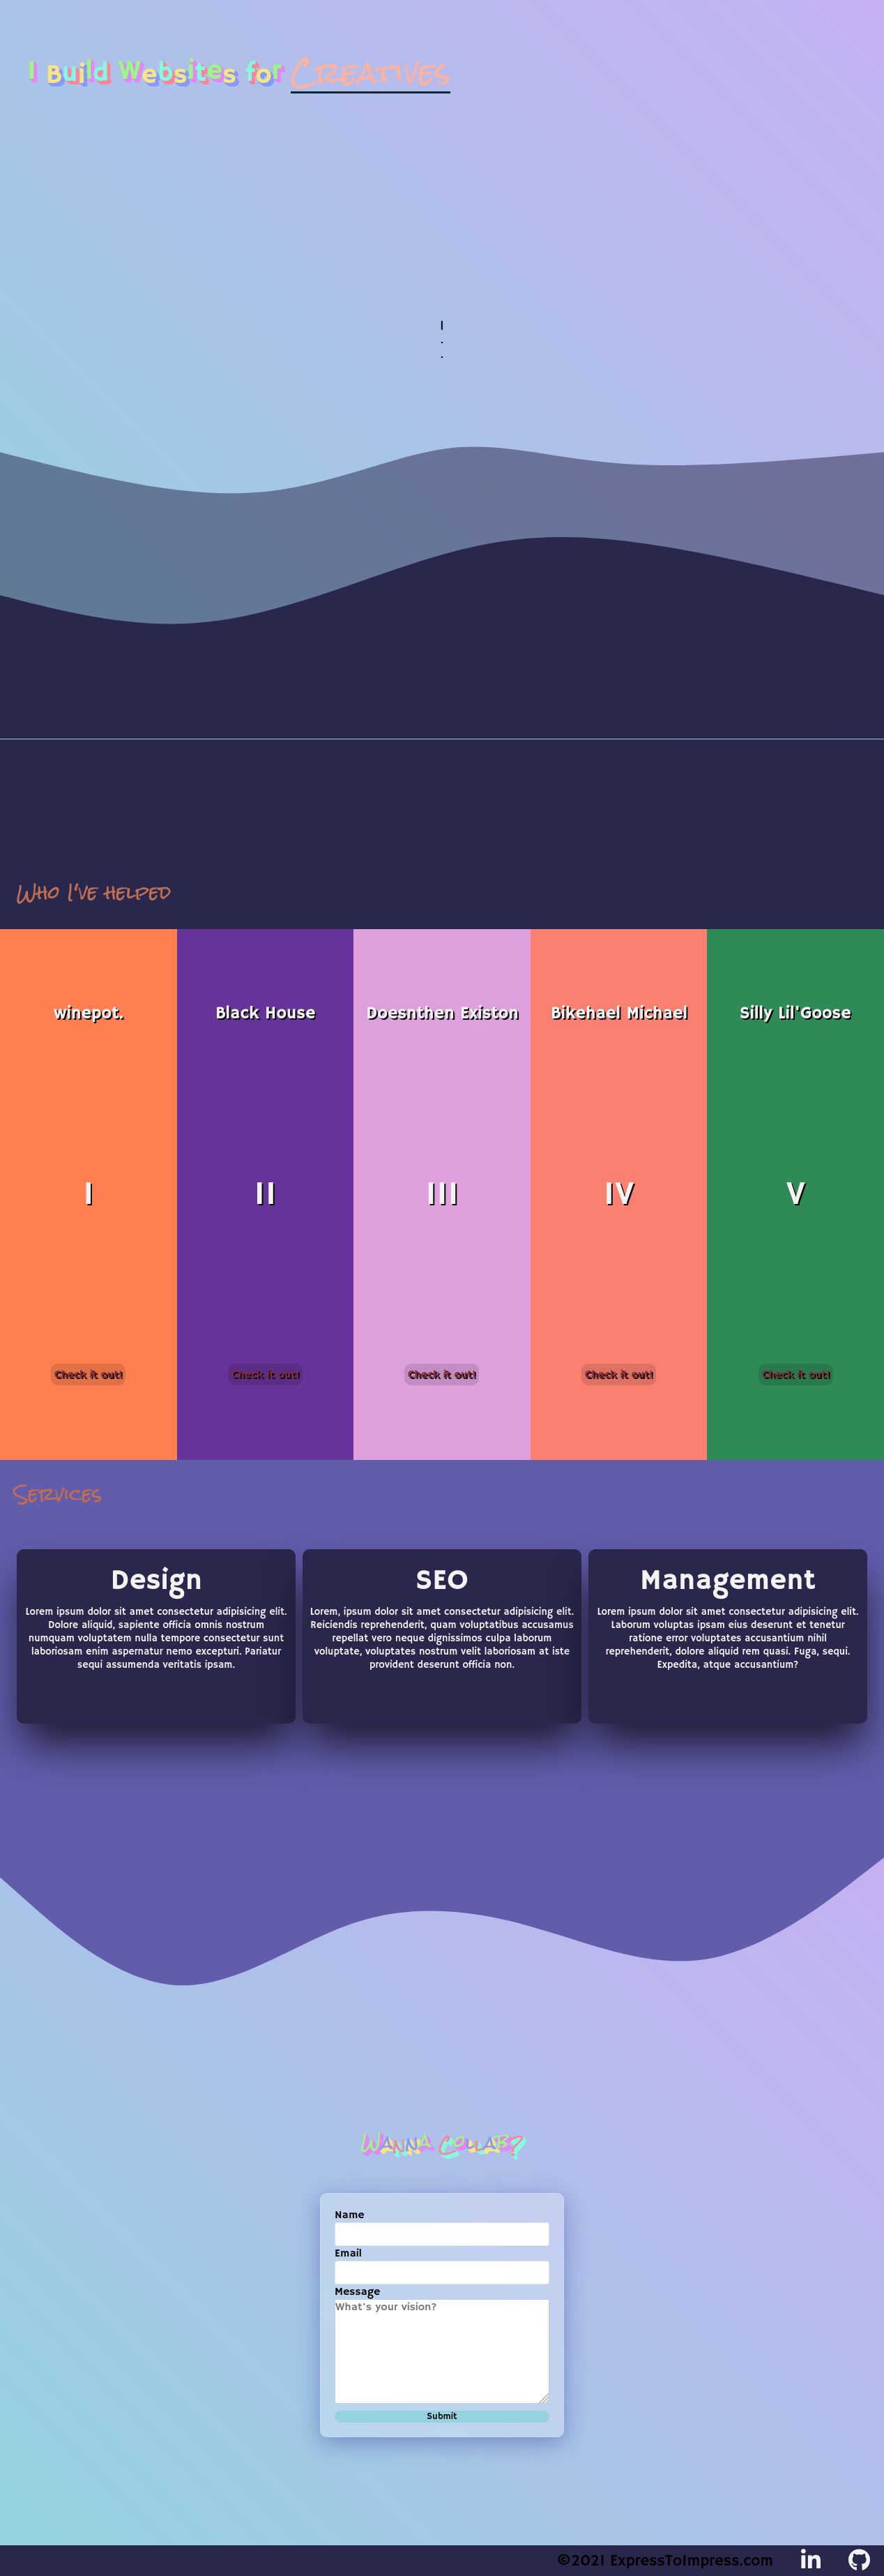 I Build Websites for Creatives
I
.
.
Who I've helped
winepot.
Black House
Doesnthen Existon
Bikehael Michael
Silly Lil'Goose
I
II
III
IV
V
Check it out!
Check it out!
Check it out!
Check it out!
Check it out!
Services
Design
Lorem ipsum dolor sit amet consectetur adipisicing elit.
Dolore aliquid, sapiente officia omnis nostrum
numquam voluptatem nulla tempore consectetur sunt
laboriosam enim aspernatur nemo excepturi. Pariatur
sequi assumenda veritatis ipsam.
SEO
Lorem, ipsum dolor sit amet consectetur adipisicing elit.
Reiciendis reprehenderit, quam voluptatibus accusamus
repellat vero neque dignissimos culpa laborum
voluptate, voluptates nostrum velit laboriosam at iste
provident deserunt officia non.
Management
Lorem ipsum dolor sit amet consectetur adipisicing elit.
Laborum voluptas ipsam eius deserunt et tenetur
ratione error voluptates accusantium nihil
reprehenderit, dolore aliquid rem quasi. Fuga, sequi.
Expedita, atque accusantium?
Wanna Collab?
Name
Email
Message
What's your vision?
Submit
©2021 ExpressToImpress.com